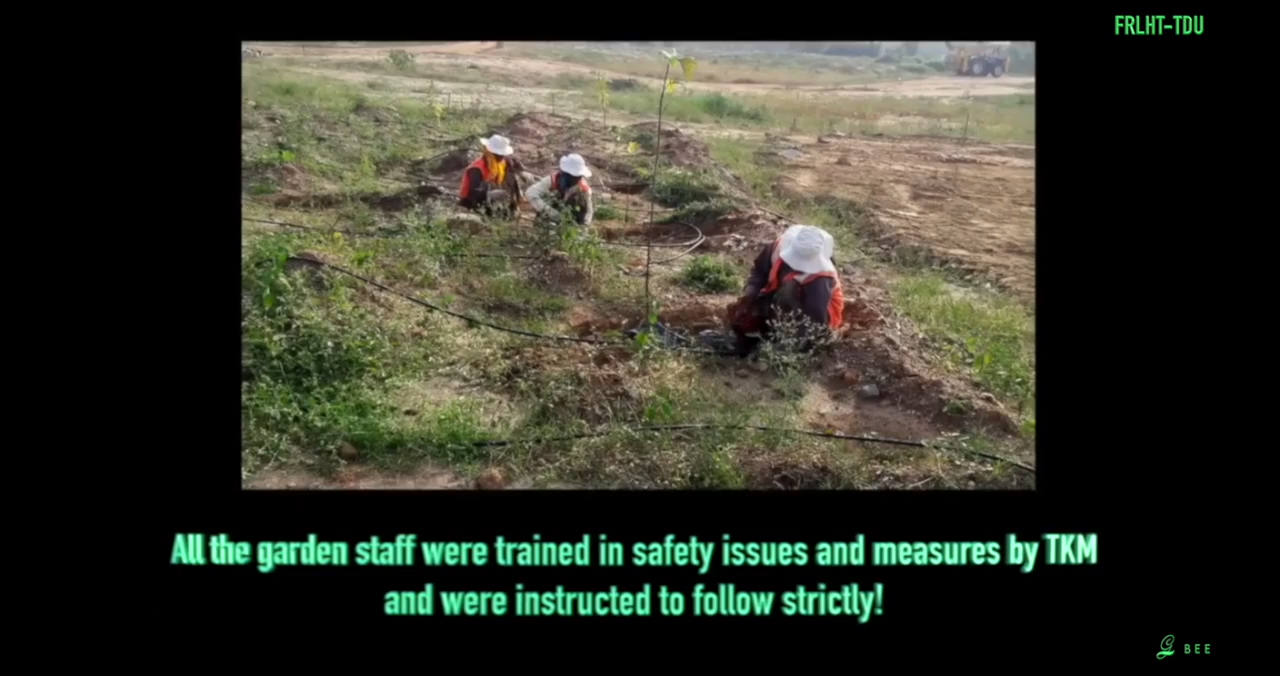 FRLHT-TDU
All the garden staff were trained in safety issues and measures by TKM
and were instructed to follow strictly!
G BEE